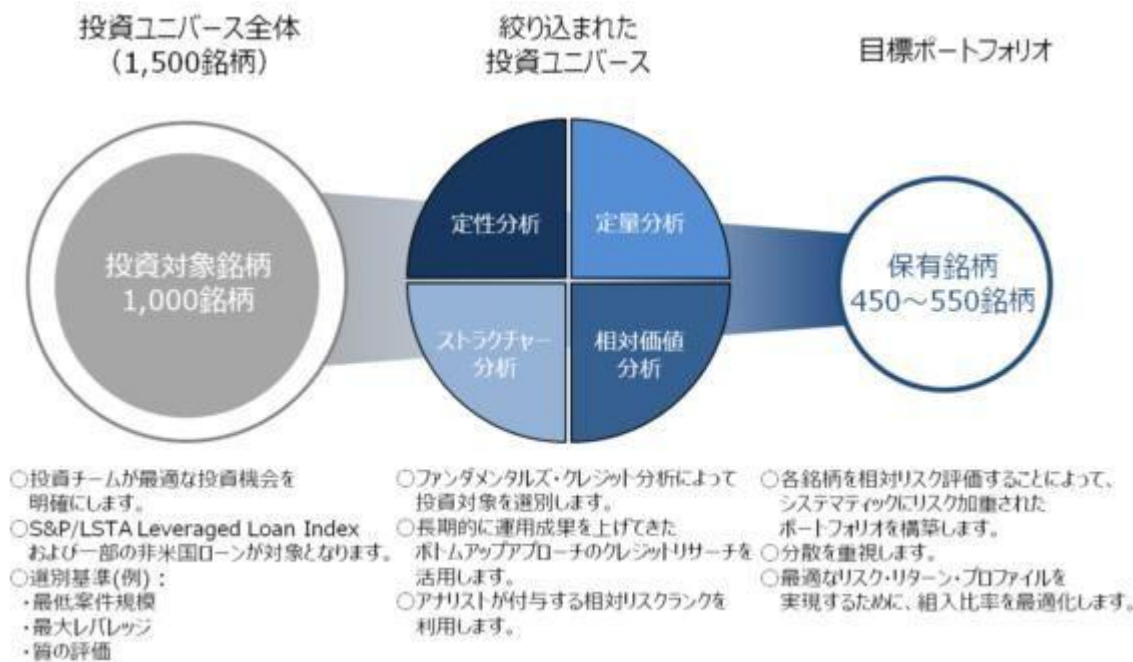 投資ユニバース全体
（1,500銘柄）
絞り込まれた
投資ユニバース
目標ポートフォリオ
投資対象銘柄
1,000銘柄
定性分析
定量分析
ストラクチャー
分析
相対価値
分析
保有銘柄
450～550銘柄
○投資チームが最適な投資機会を
明確にします。
○S&P/LSTA Leveraged Loan Index
および一部の非米国ローンが対象となります。
○選別基準(例)：
・最低案件規模
・最大レバレッジ
・質の評価
○ファンダメンタルズ・クレジット分析によって
投資対象を選別します。
○長期的に運用成果を上げてきた
ボトムアップアプローチのクレジットリサーチを
活用します。
○アナリストが付与する相対リスクランクを
利用します。
○各銘柄を相対リスク評価することによって、
システマティックにリスク加重された
ポートフォリオを構築します。
○分散を重視します。
○最適なリスク・リターン・プロファイルを
実現するために、組入比率を最適化します。